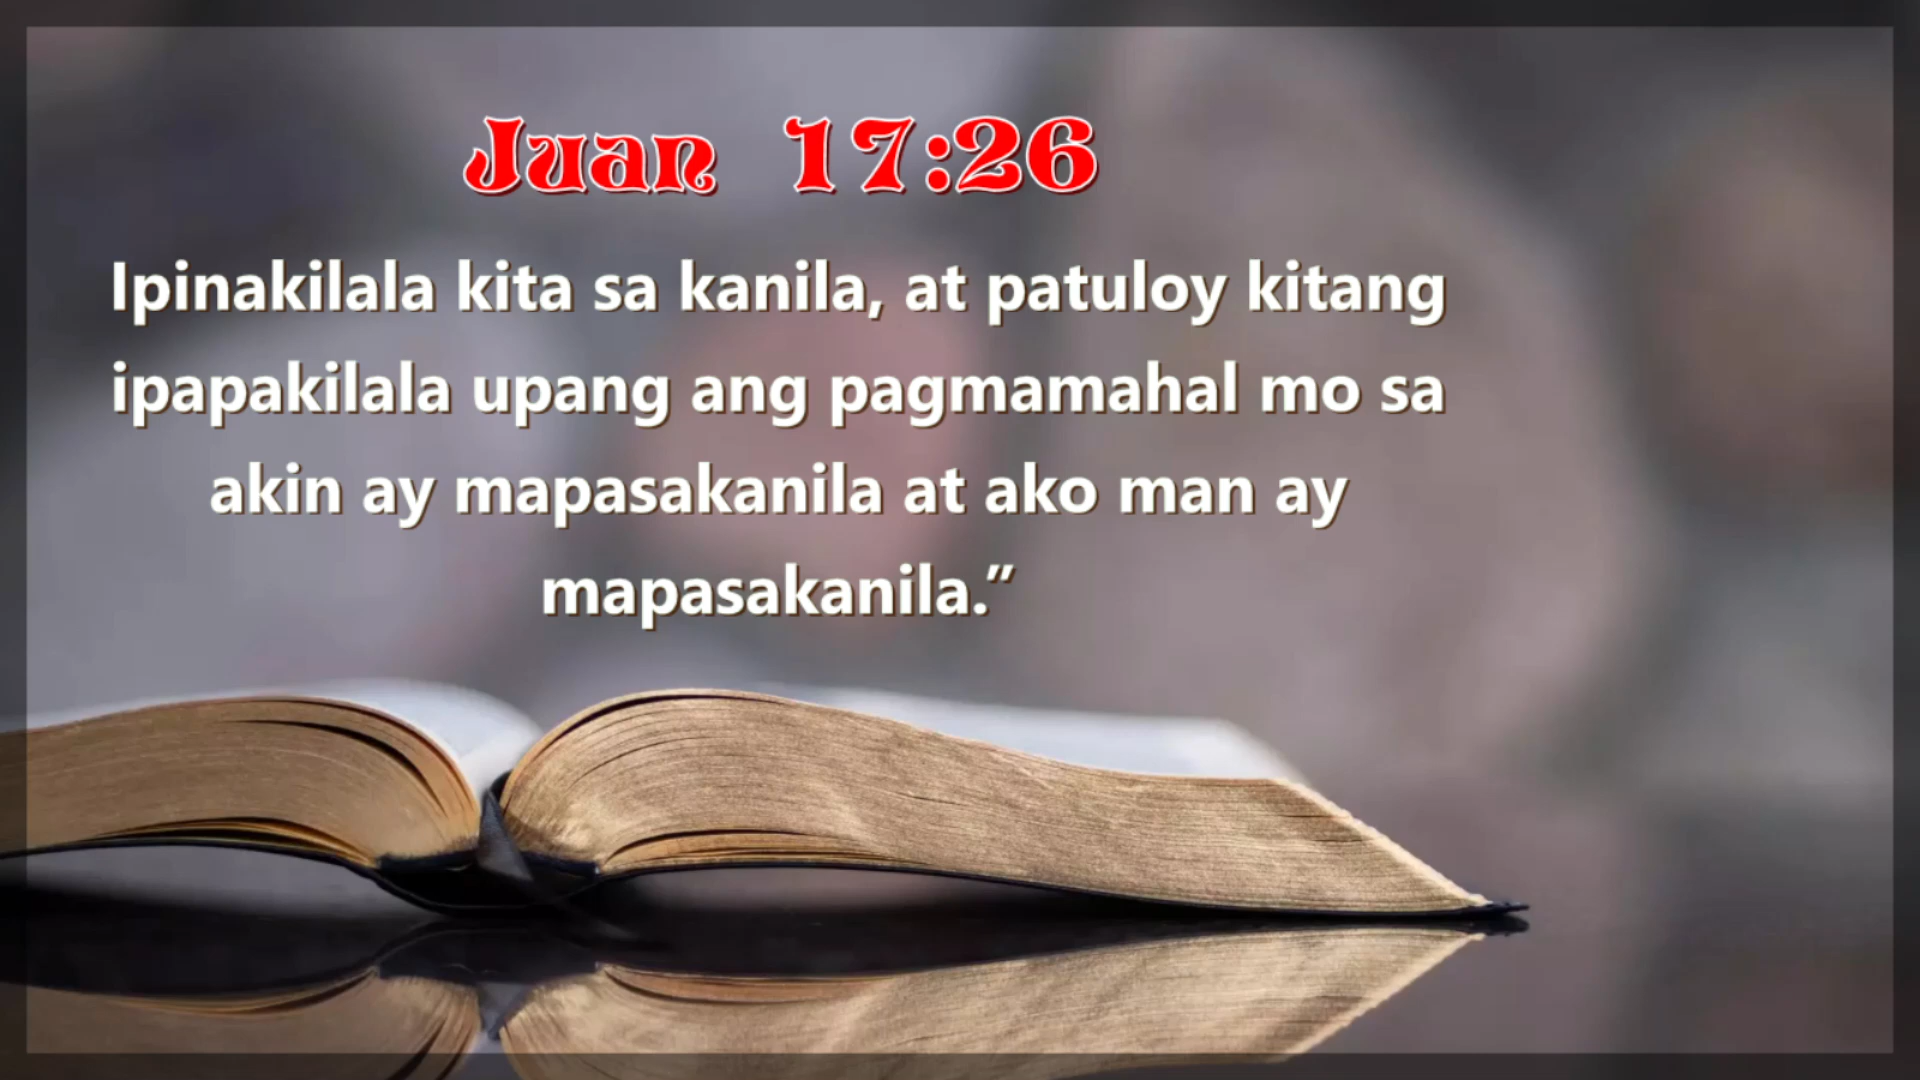 Juan 17:26
Ipinakilala kita sa kanila, at patuloy kitang
ipapakilala upang ang pagmamahal mo sa
akin ay mapasakanila at ako man ay
mapasakanila.”